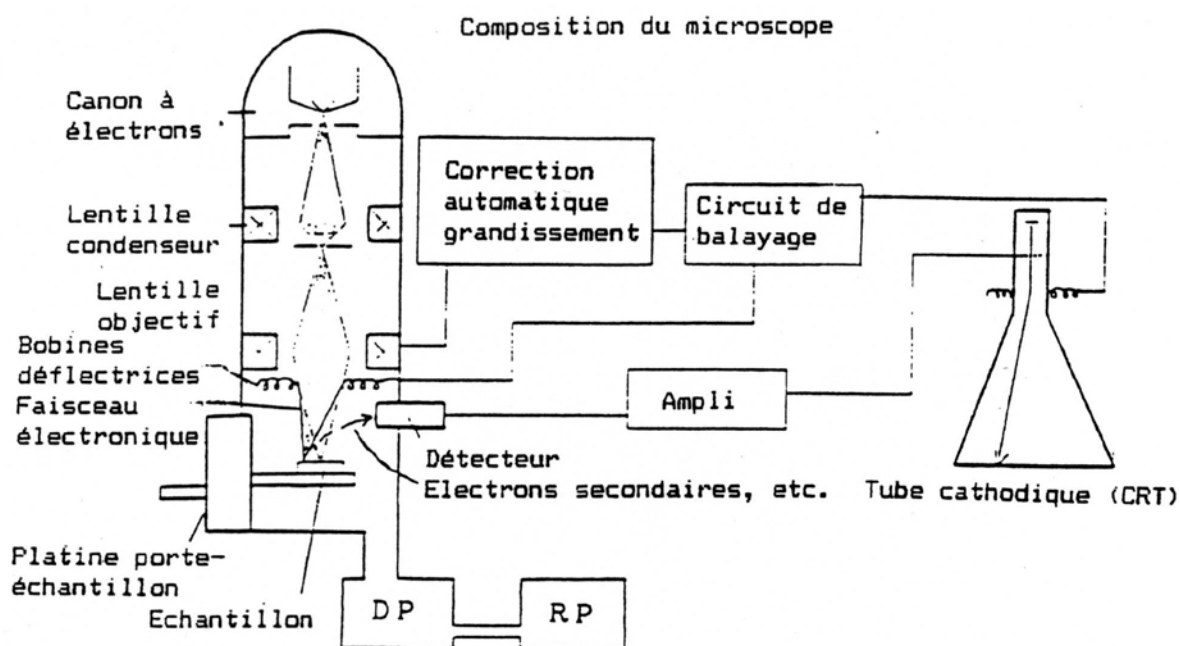 Composition du microscope
Canon à
électrons
Correction
automatique
grandissement
Circuit de
balayage
Lentille
condenseur
Lentille
objectif
Bobines
déflectrices
Faisceau
électronique
Ampli
Détecteur
Electrons secondaires, etc.
Tube cathodique (CRT)
Platine porte-
échantillon
Echantillon
DP
RP